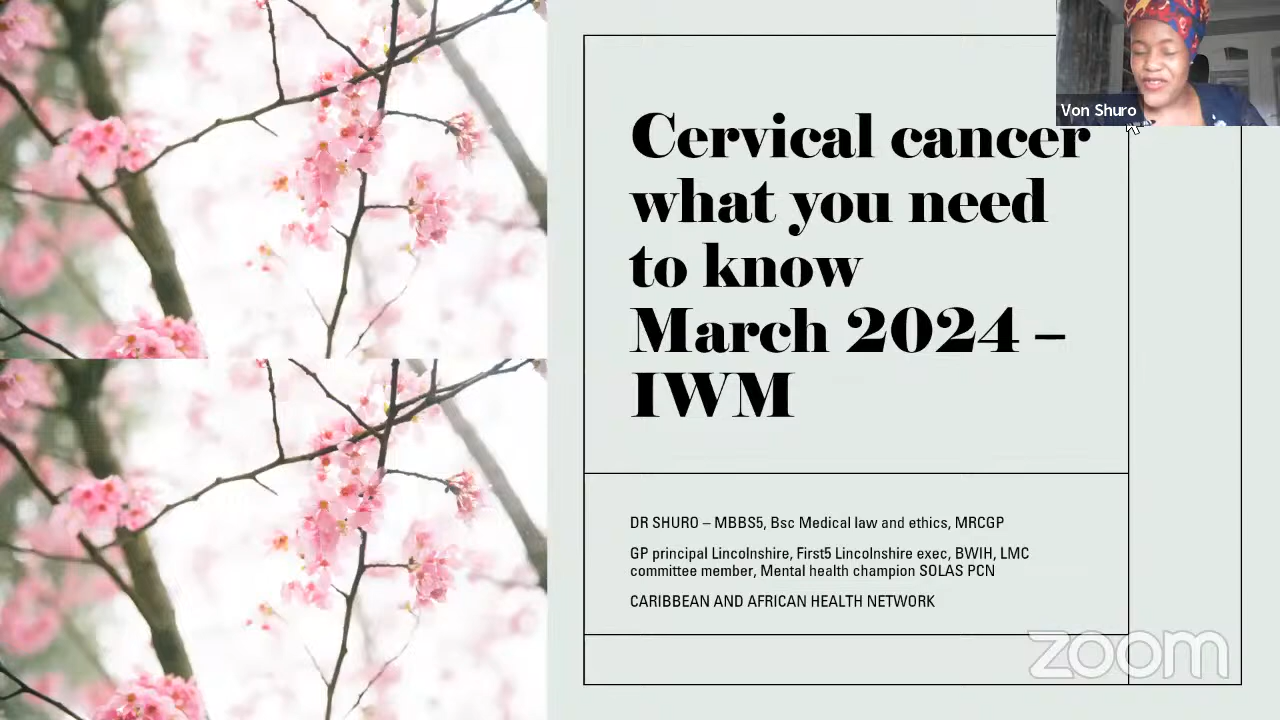 Von Shuro
Cervical cancer
what you need
to know
March 2024 –
IWM
DR SHURO – MBBS5, Bsc Medical law and ethics, MRCGP
GP principal Lincolnshire, First5 Lincolnshire exec, BWIH, LMC
committee member, Mental health champion SOLAS PCN
CARIBBEAN AND AFRICAN HEALTH NETWORK
zoom